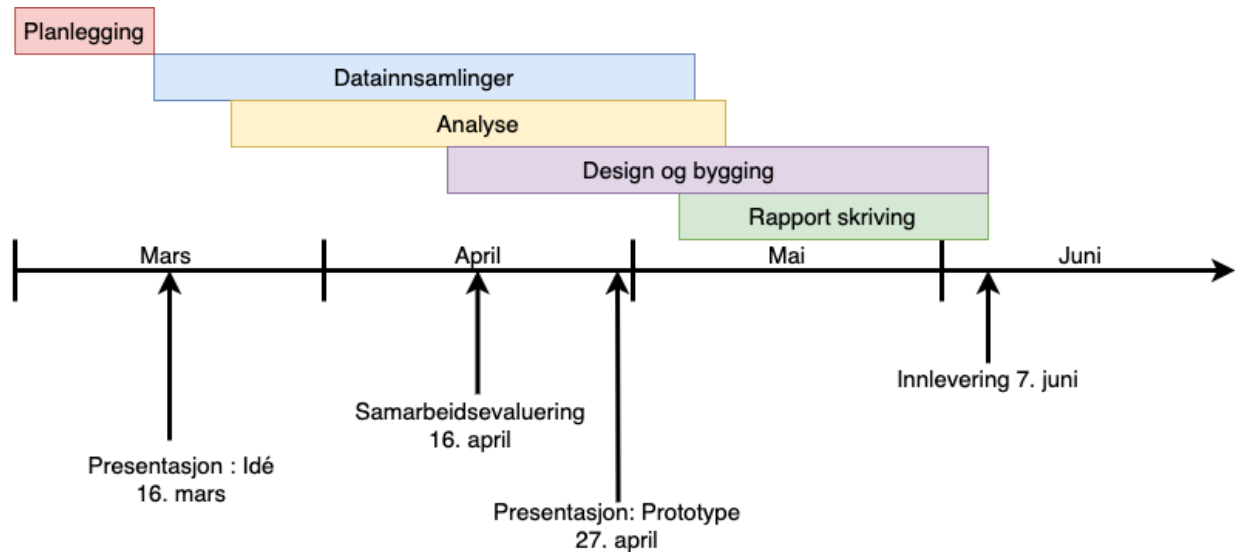 Planlegging
Datainnsamlinger
Analyse
Design og bygging
Rapport skriving
Mars
April
Mai
Juni
Innlevering 7. juni
Samarbeidsevaluering
16. april
Presentasjon : Idé
16. mars
Presentasjon: Prototype
27. april